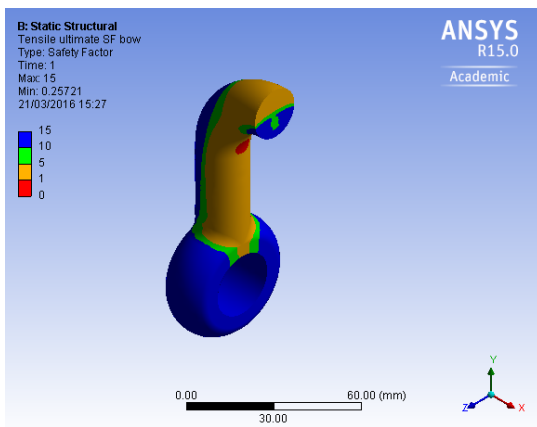 B: Static Structural
Tensile ultimate SF bow
Type: Safety Factor
Time: 1
Max: 15
Min: 0.25721
21/03/2016 15:27
15
10
5
1
0
ANSYS
R15.0
Academic
0.00
60.00 (mm)
30.00
Y
Z
X